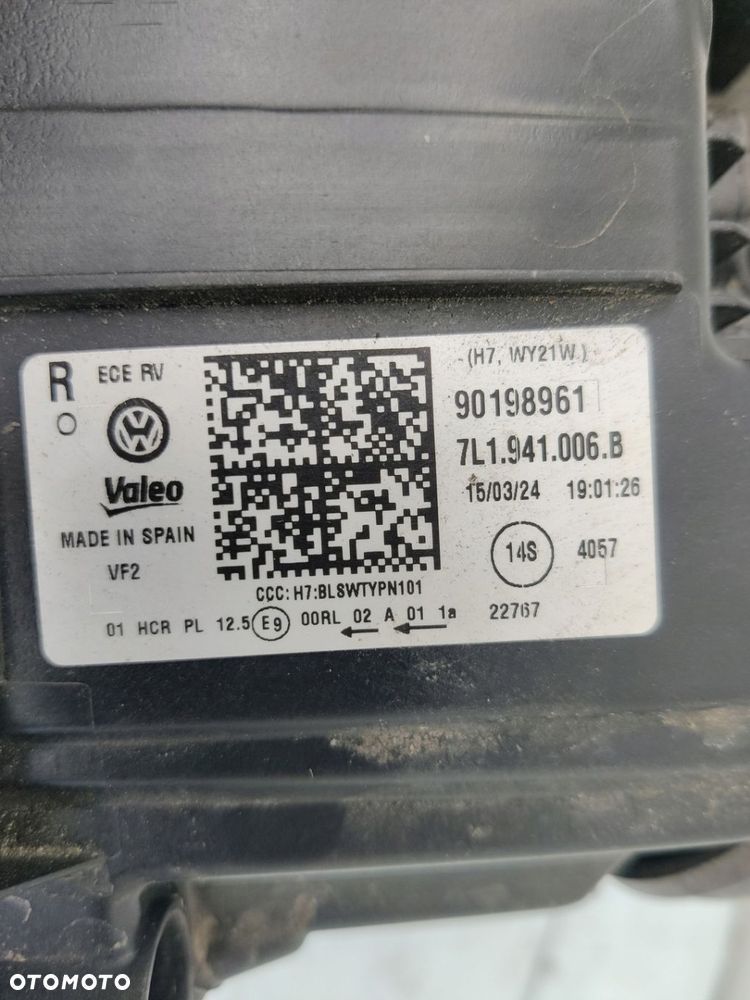 R ECE RV
(H7, WY21W)
90198961
7L1.941.006.B
Valeo
15/03/24 19:01:26
MADE IN SPAIN
14S 4057
VF2
CCC: H7:BLSWTYPN101
01 HCR PL 12.5 E9 00RL 02 A 01 1a 22767
OTOMOTO